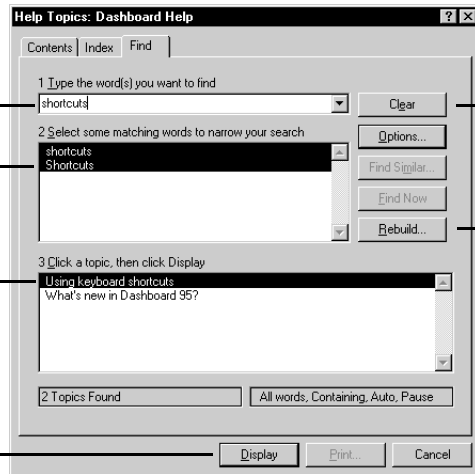 Help Topics: Dashboard Help
Contents Index Find
1 Type the word(s) you want to find
shortcuts
Clear
2 Select some matching words to narrow your search
Options...
shortcuts
Shortcuts
Find Similar...
Find Now
Rebuild...
3 Click a topic, then click Display
Using keyboard shortcuts
What's new in Dashboard 95?
2 Topics Found
All words, Containing, Auto, Pause
Display Print... Cancel